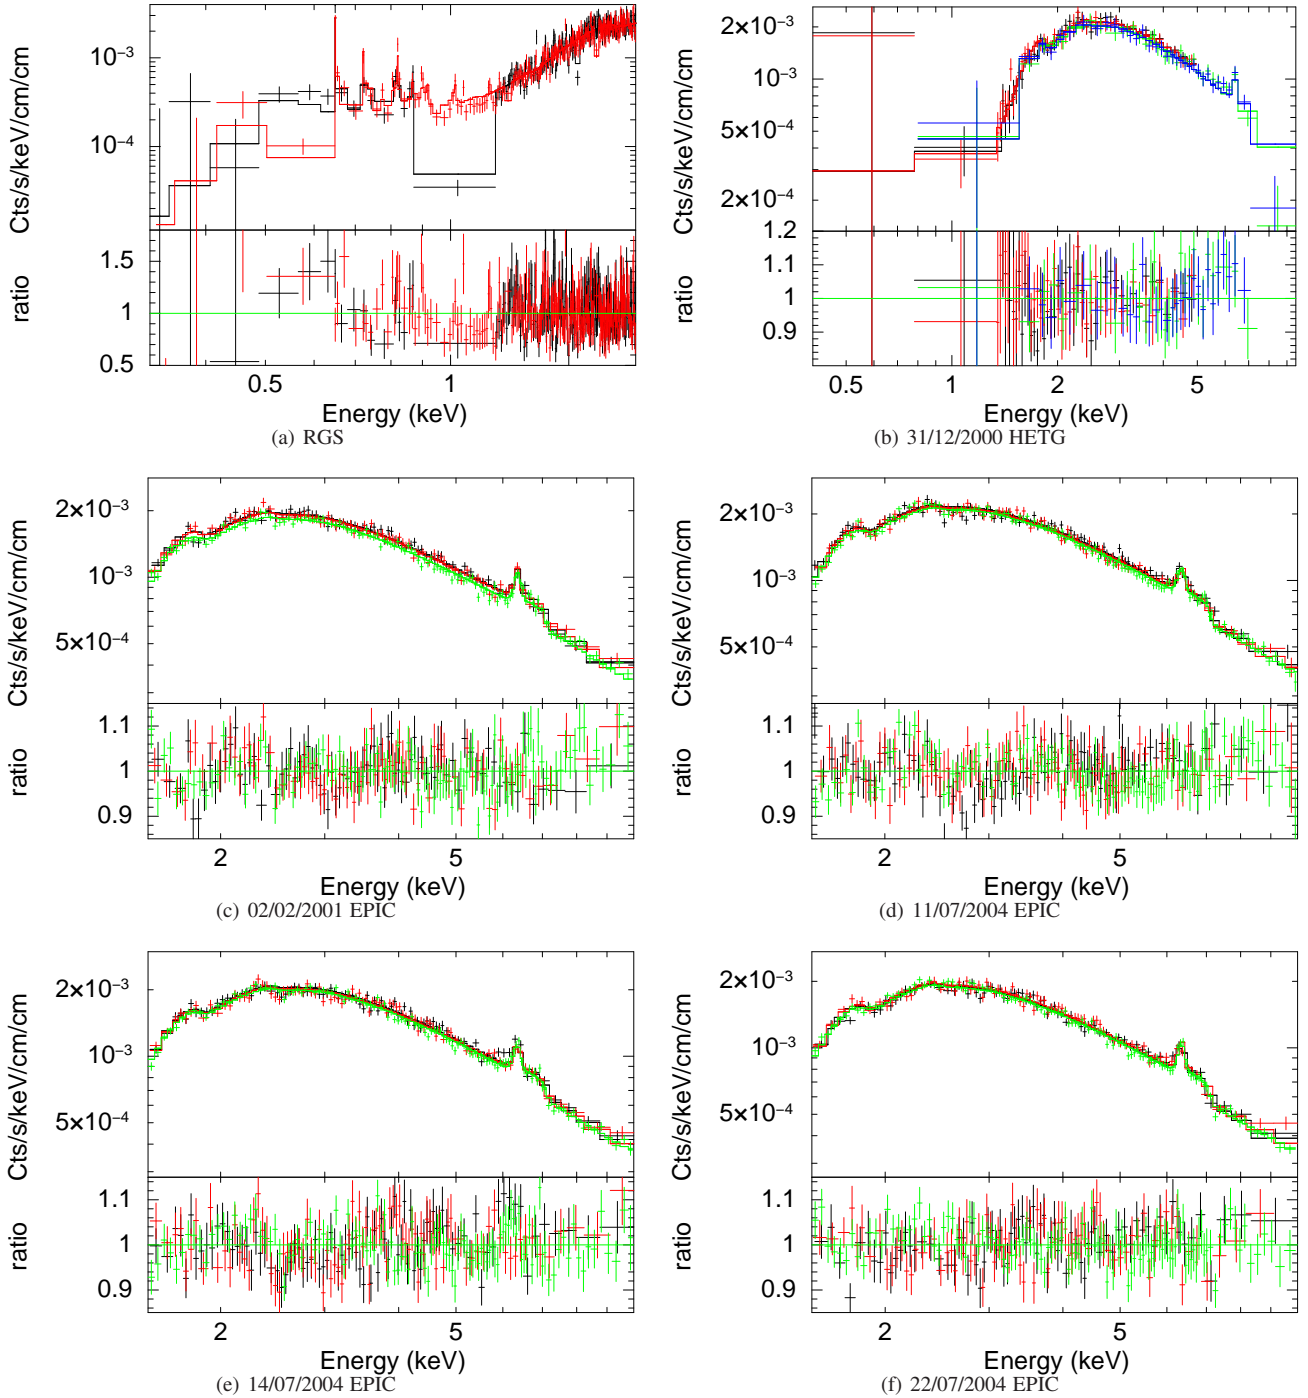 Cts/s/keV/cm/cm
10⁻³
10⁻⁴
ratio
1.5
1
0.5
0.5
1
Energy (keV)
(a) RGS
Cts/s/keV/cm/cm
2×10⁻³
10⁻³
5×10⁻⁴
2×10⁻⁴
ratio
1.2
1.1
1
0.9
0.5
1
2
5
Energy (keV)
(b) 31/12/2000 HETG
Cts/s/keV/cm/cm
2×10⁻³
10⁻³
5×10⁻⁴
ratio
1.1
1
0.9
2
5
Energy (keV)
(c) 02/02/2001 EPIC
Cts/s/keV/cm/cm
2×10⁻³
10⁻³
5×10⁻⁴
ratio
1.1
1
0.9
2
5
Energy (keV)
(d) 11/07/2004 EPIC
Cts/s/keV/cm/cm
2×10⁻³
10⁻³
5×10⁻⁴
ratio
1.1
1
0.9
2
5
Energy (keV)
(e) 14/07/2004 EPIC
Cts/s/keV/cm/cm
2×10⁻³
10⁻³
5×10⁻⁴
ratio
1.1
1
0.9
2
5
Energy (keV)
(f) 22/07/2004 EPIC